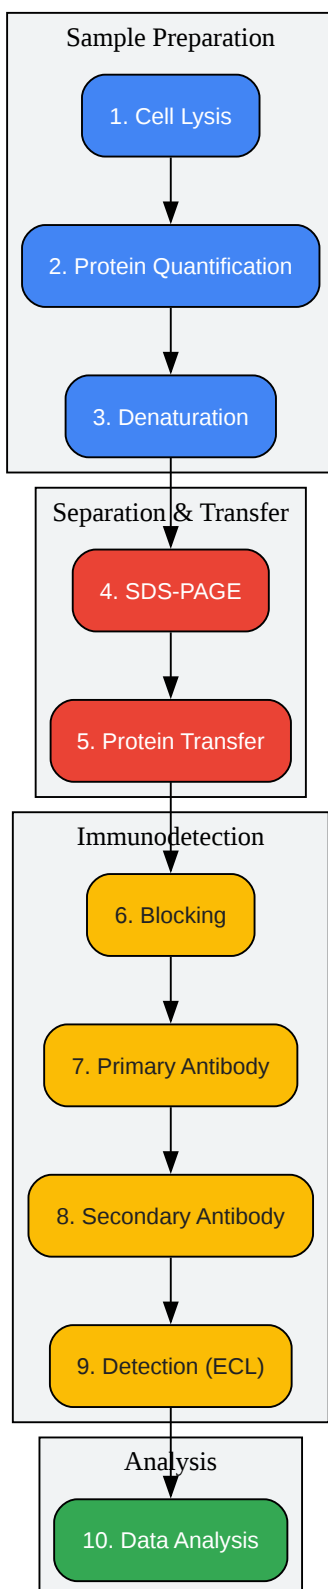 Sample Preparation
1. Cell Lysis
2. Protein Quantification
3. Denaturation
Separation & Transfer
4. SDS-PAGE
5. Protein Transfer
Immunodetection
6. Blocking
7. Primary Antibody
8. Secondary Antibody
9. Detection (ECL)
Analysis
10. Data Analysis